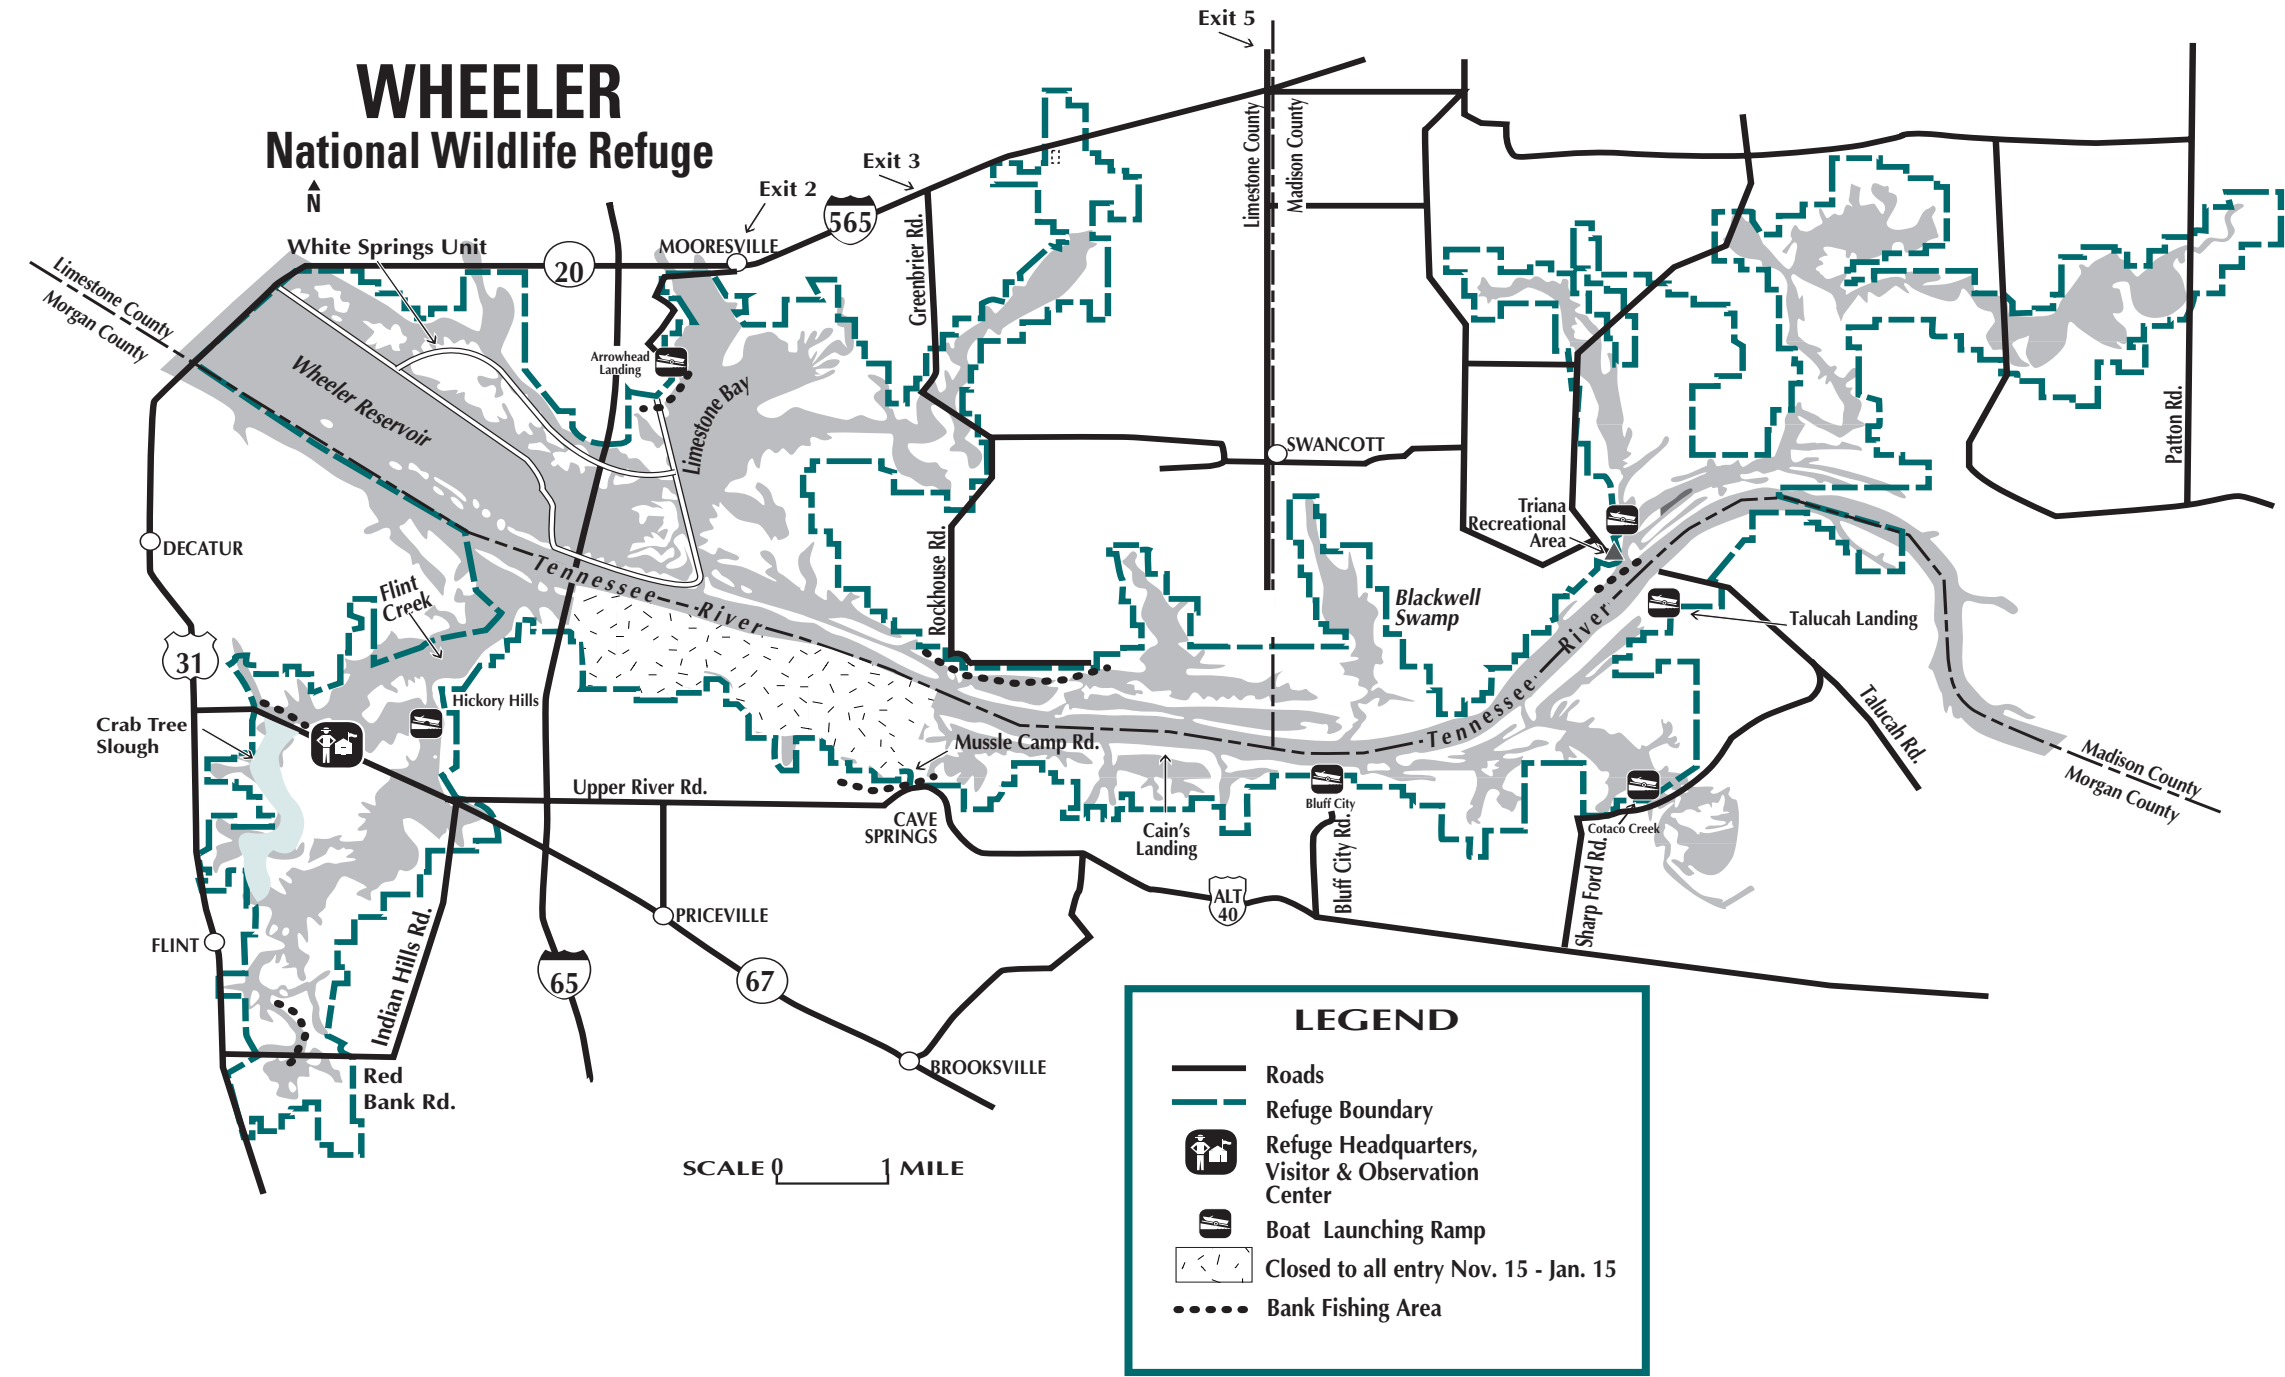 Exit 5
WHEELER
National Wildlife Refuge
N
Exit 3
Exit 2
565
Limestone County
Madison County
White Springs Unit
20
MOORESVILLE
Greenbrier Rd.
Limestone County
Morgan County
Wheeler Reservoir
Arrowhead
Landing
Limestone Bay
SWANCOTT
Patton Rd.
Triana
Recreational
Area
DECATUR
Rockhouse Rd.
Tennessee
River
Flint
Creek
Blackwell
Swamp
Talucah Landing
River
Tennessee
31
Hickory Hills
Crab Tree
Slough
Talucah Rd.
Mussle Camp Rd.
Madison County
Morgan County
Upper River Rd.
Bluff City
CAVE
SPRINGS
Cain's
Landing
Bluff City Rd.
Cotaco Creek
Sharp Ford Rd.
ALT
40
PRICEVILLE
FLINT
Indian Hills Rd.
65
67
Red
Bank Rd.
BROOKSVILLE
SCALE 0 1 MILE
LEGEND
Roads
Refuge Boundary
Refuge Headquarters,
Visitor & Observation
Center
Boat Launching Ramp
Closed to all entry Nov. 15 - Jan. 15
Bank Fishing Area